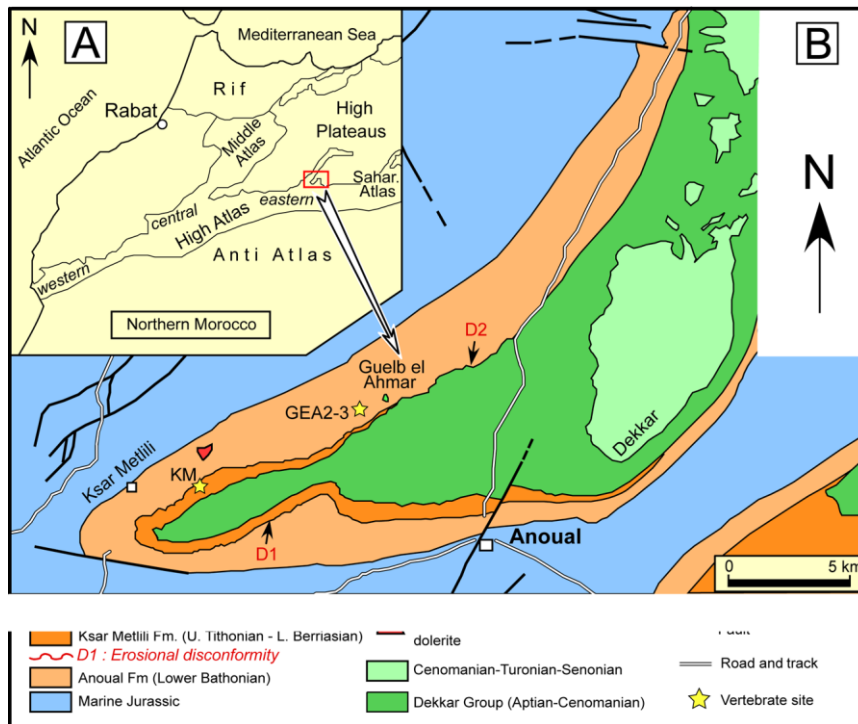 A
N
Mediterranean Sea
Rif
Rabat
Atlantic Ocean
Middle
Atlas
High
Plateaus
Sahar.
Atlas
eastern
central
High Atlas
western
Anti Atlas
Northern Morocco
B
N
D2
Guelb el
Ahmar
GEA2-3
Dekkar
Ksar Metlili
KM
D1
Anoual
0 5 km
Ksar Metlili Fm. (U. Tithonian - L. Berriasian)
D1 : Erosional disconformity
Anoual Fm (Lower Bathonian)
Marine Jurassic
dolerite
Cenomanian-Turonian-Senonian
Dekkar Group (Aptian-Cenomanian)
Fault
Road and track
Vertebrate site